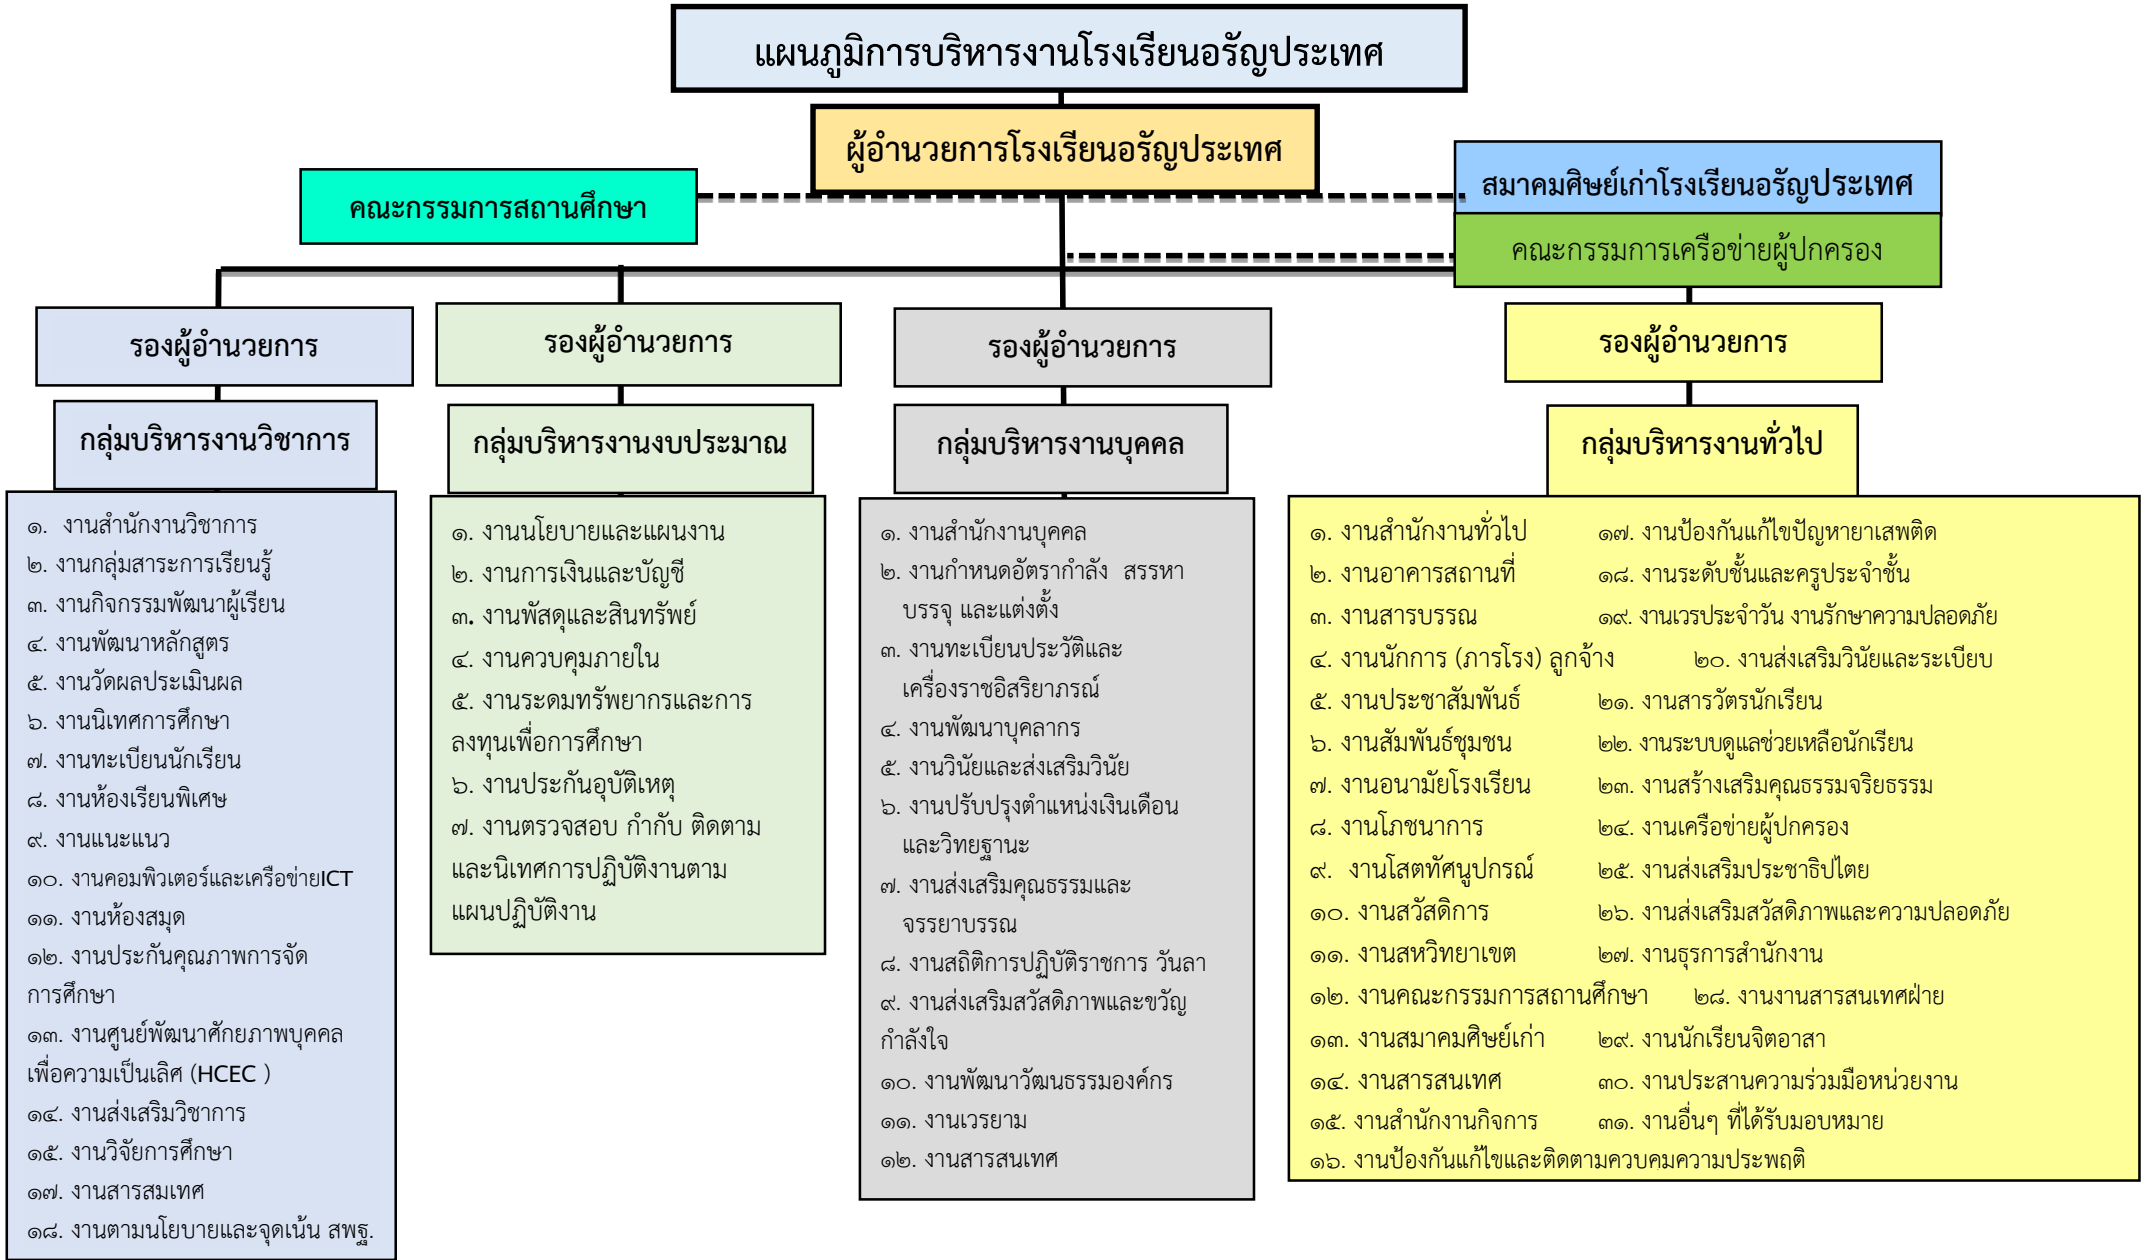 แผนภูมิการบริหารงานโรงเรียนอรัญประเทศ
ผู้อำนวยการโรงเรียนอรัญประเทศ
คณะกรรมการสถานศึกษา
สมาคมศิษย์เก่าโรงเรียนอรัญประเทศ
คณะกรรมการเครือข่ายผู้ปกครอง
รองผู้อำนวยการ
กลุ่มบริหารงานวิชาการ
๑. งานสำนักงานวิชาการ
๒. งานกลุ่มสาระการเรียนรู้
๓. งานกิจกรรมพัฒนาผู้เรียน
๔. งานพัฒนาหลักสูตร
๕. งานวัดผลประเมินผล
๖. งานนิเทศการศึกษา
๗. งานทะเบียนนักเรียน
๘. งานห้องเรียนพิเศษ
๙. งานแนะแนว
๑๐. งานคอมพิวเตอร์และเครือข่ายICT
๑๑. งานห้องสมุด
๑๒. งานประกันคุณภาพการจัด
การศึกษา
๑๓. งานศูนย์พัฒนาศักยภาพบุคคล
เพื่อความเป็นเลิศ (HCEC )
๑๔. งานส่งเสริมวิชาการ
๑๕. งานวิจัยการศึกษา
๑๗. งานสารสมเทศ
๑๘. งานตามนโยบายและจุดเน้น สพฐ.
รองผู้อำนวยการ
กลุ่มบริหารงานงบประมาณ
๑. งานนโยบายและแผนงาน
๒. งานการเงินและบัญชี
๓. งานพัสดุและสินทรัพย์
๔. งานควบคุมภายใน
๕. งานระดมทรัพยากรและการ
ลงทุนเพื่อการศึกษา
๖. งานประกันอุบัติเหตุ
๗. งานตรวจสอบ กำกับ ติดตาม
และนิเทศการปฏิบัติงานตาม
แผนปฏิบัติงาน
รองผู้อำนวยการ
กลุ่มบริหารงานบุคคล
๑. งานสำนักงานบุคคล
๒. งานกำหนดอัตรากำลัง สรรหา
บรรจุ และแต่งตั้ง
๓. งานทะเบียนประวัติและ
เครื่องราชอิสริยาภรณ์
๔. งานพัฒนาบุคลากร
๕. งานวินัยและส่งเสริมวินัย
๖. งานปรับปรุงตำแหน่งเงินเดือน
และวิทยฐานะ
๗. งานส่งเสริมคุณธรรมและ
จรรยาบรรณ
๘. งานสถิติการปฏิบัติราชการ วันลา
๙. งานส่งเสริมสวัสดิภาพและขวัญ
กำลังใจ
๑๐. งานพัฒนาวัฒนธรรมองค์กร
๑๑. งานเวรยาม
๑๒. งานสารสนเทศ
รองผู้อำนวยการ
กลุ่มบริหารงานทั่วไป
๑. งานสำนักงานทั่วไป ๑๗. งานป้องกันแก้ไขปัญหายาเสพติด
๒. งานอาคารสถานที่ ๑๘. งานระดับชั้นและครูประจำชั้น
๓. งานสารบรรณ ๑๙. งานเวรประจำวัน งานรักษาความปลอดภัย
๔. งานนักการ (ภารโรง) ลูกจ้าง ๒๐. งานส่งเสริมวินัยและระเบียบ
๕. งานประชาสัมพันธ์ ๒๑. งานสารวัตรนักเรียน
๖. งานสัมพันธ์ชุมชน ๒๒. งานระบบดูแลช่วยเหลือนักเรียน
๗. งานอนามัยโรงเรียน ๒๓. งานสร้างเสริมคุณธรรมจริยธรรม
๘. งานโภชนาการ ๒๔. งานเครือข่ายผู้ปกครอง
๙. งานโสตทัศนูปกรณ์ ๒๕. งานส่งเสริมประชาธิปไตย
๑๐. งานสวัสดิการ ๒๖. งานส่งเสริมสวัสดิภาพและความปลอดภัย
๑๑. งานสหวิทยาเขต ๒๗. งานธุรการสำนักงาน
๑๒. งานคณะกรรมการสถานศึกษา ๒๘. งานงานสารสนเทศฝ่าย
๑๓. งานสมาคมศิษย์เก่า ๒๙. งานนักเรียนจิตอาสา
๑๔. งานสารสนเทศ ๓๐. งานประสานความร่วมมือหน่วยงาน
๑๕. งานสำนักงานกิจการ ๓๑. งานอื่นๆ ที่ได้รับมอบหมาย
๑๖. งานป้องกันแก้ไขและติดตามควบคุมความประพฤติ